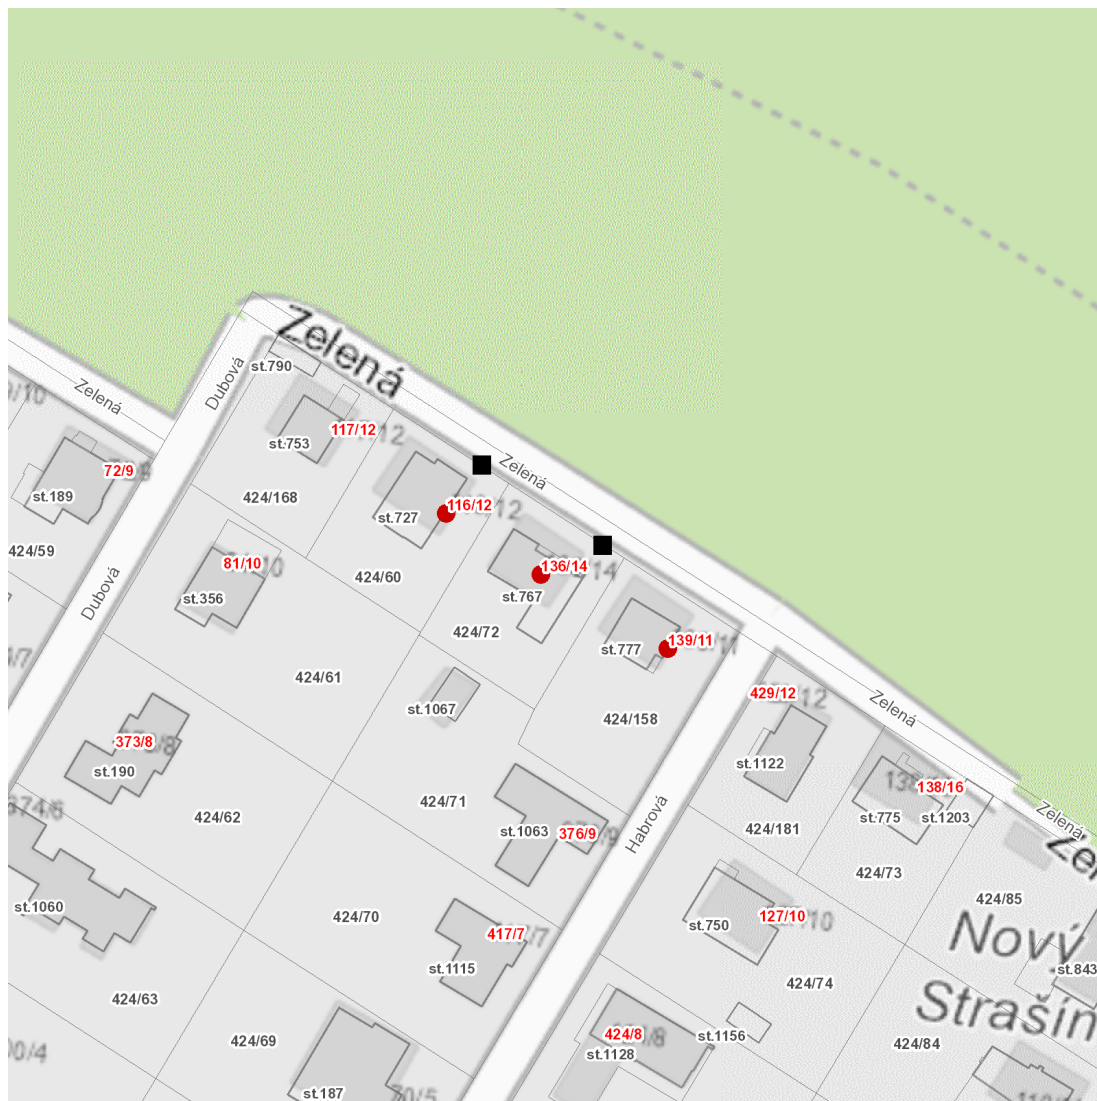 Zelená
st.790
Dubová
Zelená
117/12
st.753
72/9
st.189
424/168
Zelená
116/12
st.727
424/59
81/10
st.356
424/60
136/14
st.767
Dubová
424/72
139/11
st.777
424/61
st.1067
424/158
429/12
Zelená
373/8
st.190
st.1122
138/16
st.775
st.1203
424/62
424/71
st.1063
376/9
Habrová
424/181
Zelená
424/73
st.1060
424/70
127/10
st.750
424/85
417/7
st.1115
Nový
Strašín
st.843
424/74
424/63
424/69
424/8
st.1128
st.1156
424/84
st.187